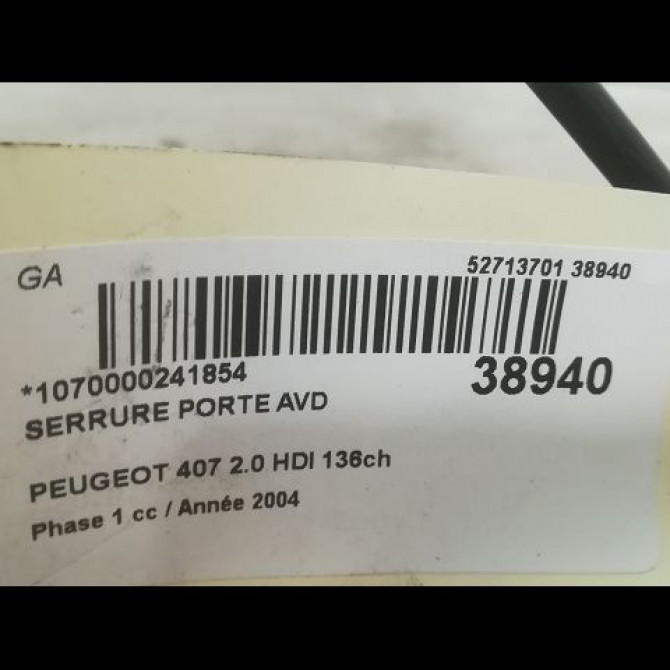 GA
52713701 38940
*1070000241854
38940
SERRURE PORTE AVD
PEUGEOT 407 2.0 HDI 136ch
Phase 1 cc / Année 2004